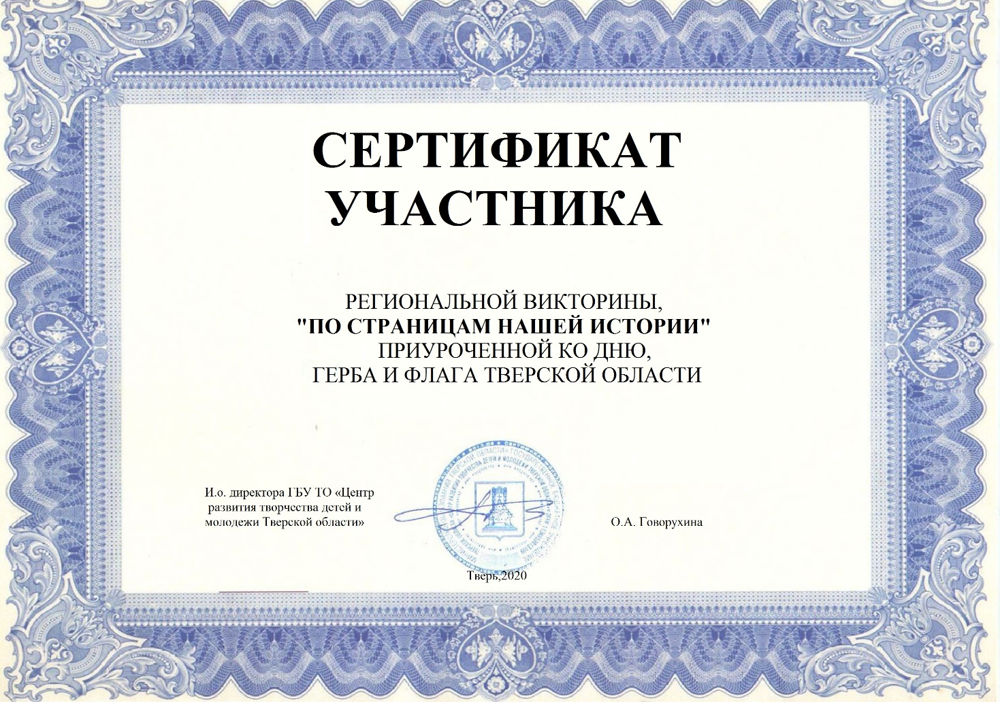 СЕРТИФИКАТ
УЧАСТНИКА
РЕГИОНАЛЬНОЙ ВИКТОРИНЫ,
"ПО СТРАНИЦАМ НАШЕЙ ИСТОРИИ"
ПРИУРОЧЕННОЙ КО ДНЮ,
ГЕРБА И ФЛАГА ТВЕРСКОЙ ОБЛАСТИ
И.о. директора ГБУ ТО «Центр
развития творчества детей и
молодежи Тверской области»
О.А. Говорухина
Тверь,2020